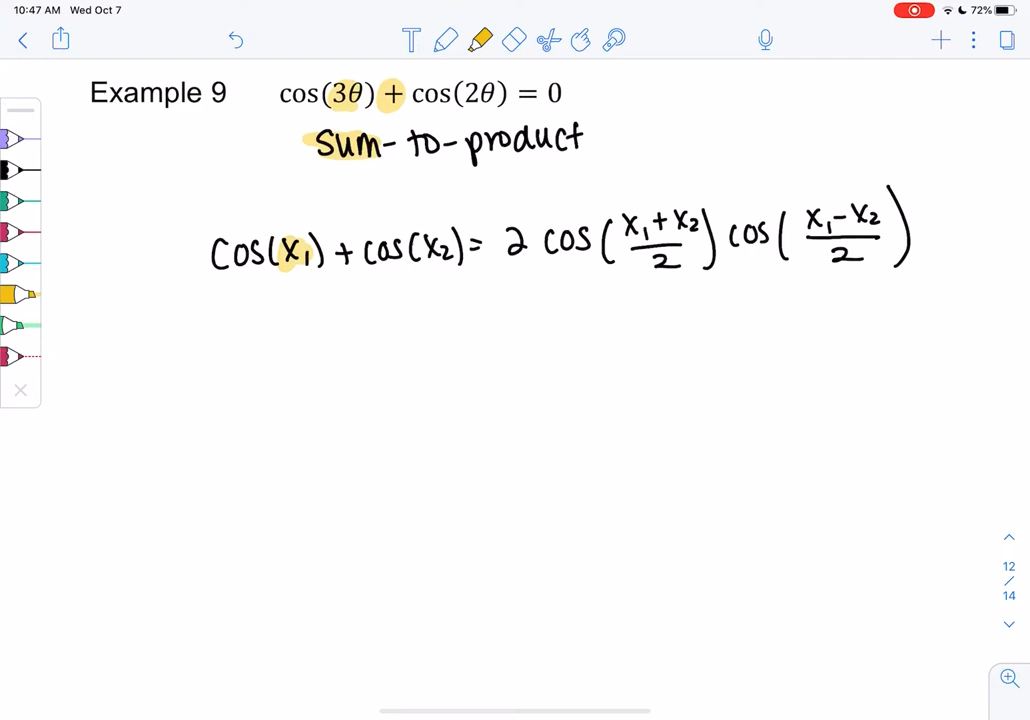 10:47 AM Wed Oct 7 72%
Example 9 cos(3θ) + cos(2θ) = 0
Sum-to-product
cos(x₁) + cos(x₂) = 2 cos((x₁+x₂)/2) cos((x₁-x₂)/2)
12
/
14